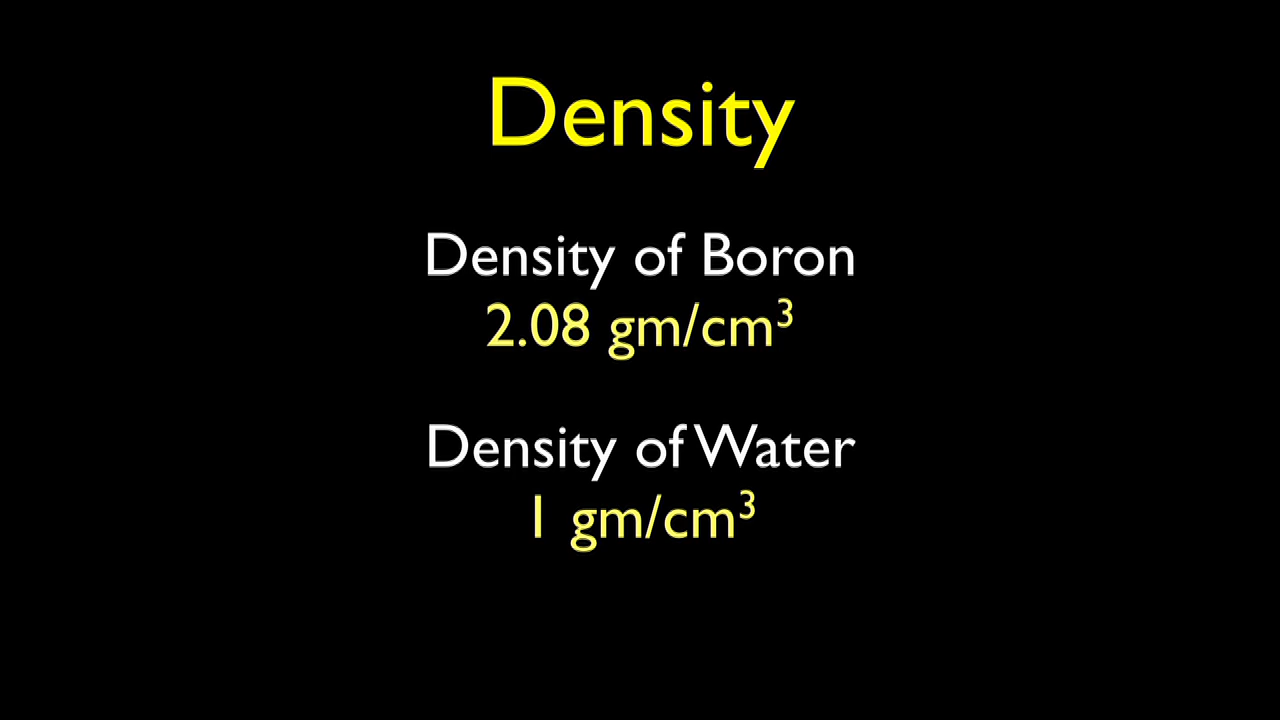 Density
Density of Boron
2.08 gm/cm³
Density of Water
1 gm/cm³